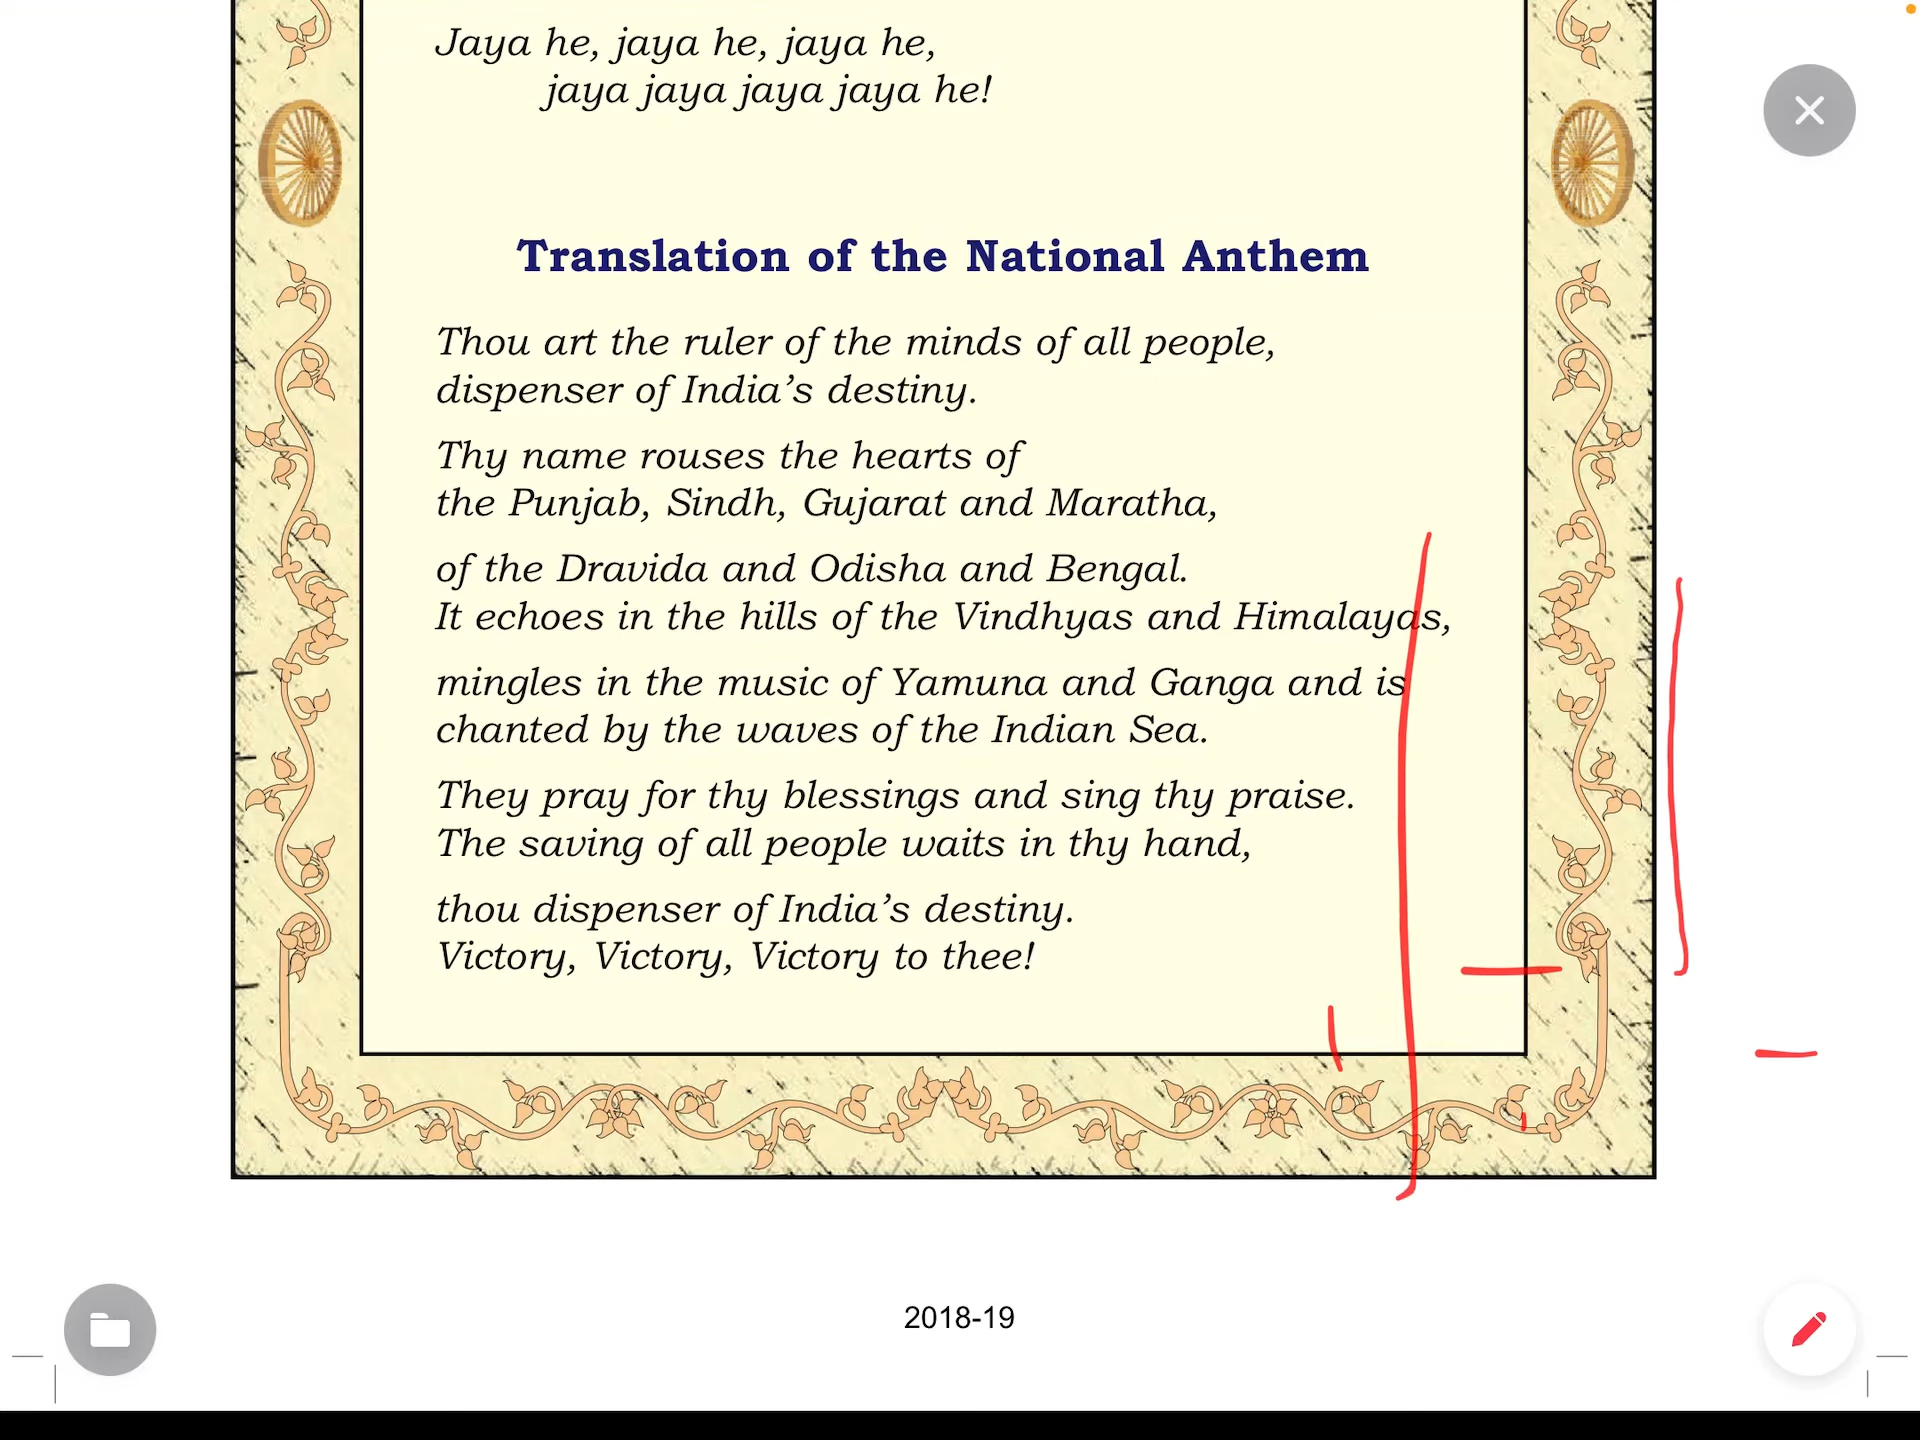 Jaya he, jaya he, jaya he,
jaya jaya jaya jaya he!
Translation of the National Anthem
Thou art the ruler of the minds of all people,
dispenser of India’s destiny.
Thy name rouses the hearts of
the Punjab, Sindh, Gujarat and Maratha,
of the Dravida and Odisha and Bengal.
It echoes in the hills of the Vindhyas and Himalayas,
mingles in the music of Yamuna and Ganga and is
chanted by the waves of the Indian Sea.
They pray for thy blessings and sing thy praise.
The saving of all people waits in thy hand,
thou dispenser of India’s destiny.
Victory, Victory, Victory to thee!
2018-19